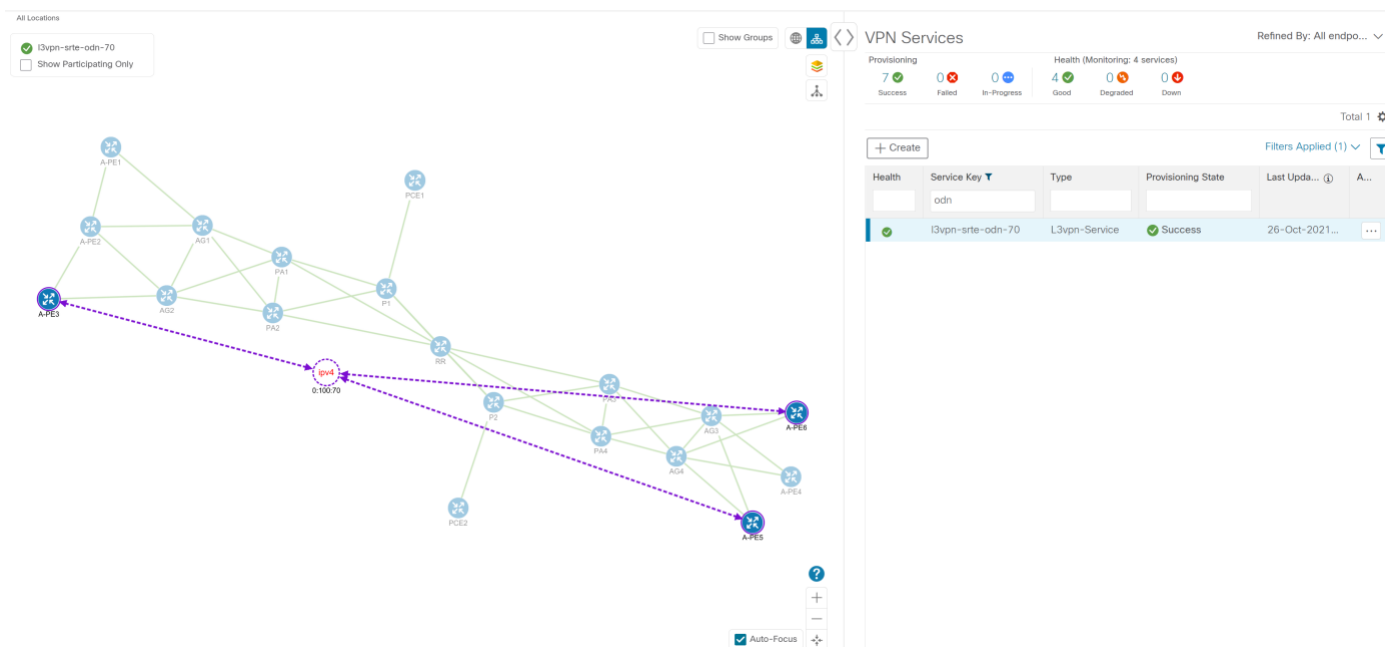 All Locations
l3vpn-srte-odn-70
Show Participating Only
Show Groups
A-PE1
PCE1
A-PE2
AG1
PA1
P1
AG2
A-PE3
PA2
RR
ipv4
0:100:70
P2
AG3
A-PE6
PA4
AG4
A-PE4
PCE2
A-PE5
?
Auto-Focus
VPN Services
Refined By: All endpo...
Provisioning
Health (Monitoring: 4 services)
7 0 0 4 0 0
Success Failed In-Progress Good Degraded Down
Total 1
+ Create
Filters Applied (1)
Health Service Key Type Provisioning State Last Upda... A...
odn
l3vpn-srte-odn-70 L3vpn-Service Success 26-Oct-2021... ...